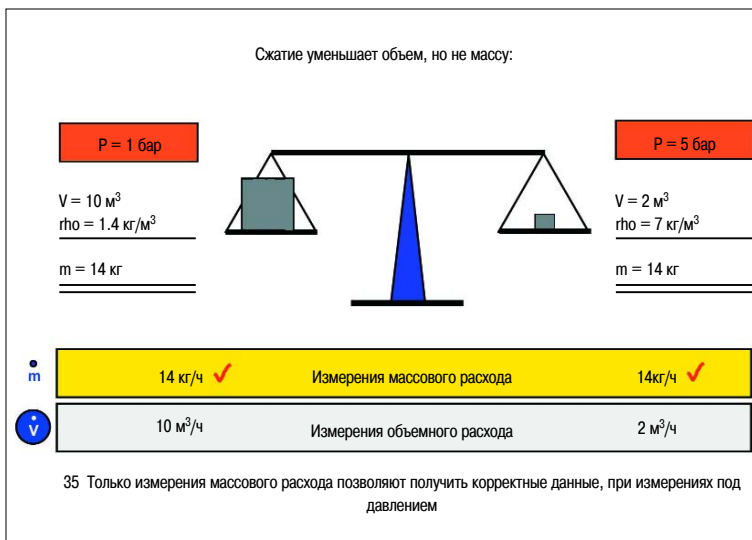 Сжатие уменьшает объем, но не массу:
P = 1 бар
P = 5 бар
V = 10 м³
rho = 1.4 кг/м³
m = 14 кг
V = 2 м³
rho = 7 кг/м³
m = 14 кг
ṁ 14 кг/ч Измерения массового расхода 14кг/ч
V̇ 10 м³/ч Измерения объемного расхода 2 м³/ч
35 Только измерения массового расхода позволяют получить корректные данные, при измерениях под
давлением